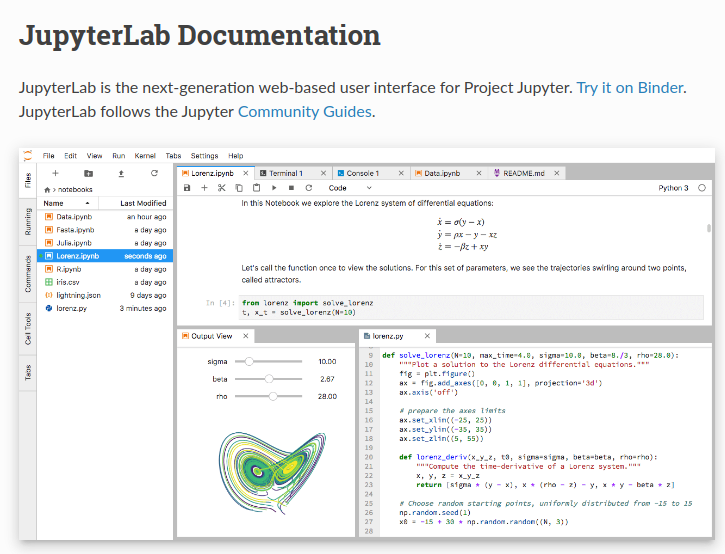 JupyterLab Documentation
JupyterLab is the next-generation web-based user interface for Project Jupyter. Try it on Binder.
JupyterLab follows the Jupyter Community Guides.
File Edit View Run Kernel Tabs Settings Help
Files
Running
Commands
Cell Tools
Tabs
> notebooks
Name Last Modified
Data.ipynb an hour ago
Fasta.ipynb a day ago
Julia.ipynb a day ago
Lorenz.ipynb seconds ago
R.ipynb a day ago
iris.csv a day ago
lightning.json 9 days ago
lorenz.py 3 minutes ago
Lorenz.ipynb Terminal 1 Console 1 Data.ipynb README.md
Code Python 3
In this Notebook we explore the Lorenz system of differential equations:
ẋ = σ(y − x)
ẏ = ρx − y − xz
ż = −βz + xy
Let's call the function once to view the solutions. For this set of parameters, we see the trajectories swirling around two points,
called attractors.
In [4]: from lorenz import solve_lorenz
t, x_t = solve_lorenz(N=10)
Output View
sigma 10.00
beta 2.67
rho 28.00
lorenz.py
9 def solve_lorenz(N=10, max_time=4.0, sigma=10.0, beta=8./3, rho=28.0):
10 """Plot a solution to the Lorenz differential equations."""
11 fig = plt.figure()
12 ax = fig.add_axes([0, 0, 1, 1], projection='3d')
13 ax.axis('off')
14
15 # prepare the axes limits
16 ax.set_xlim((-25, 25))
17 ax.set_ylim((-35, 35))
18 ax.set_zlim((5, 55))
19
20 def lorenz_deriv(x_y_z, t0, sigma=sigma, beta=beta, rho=rho):
21 """Compute the time-derivative of a Lorenz system."""
22 x, y, z = x_y_z
23 return [sigma * (y - x), x * (rho - z) - y, x * y - beta * z]
24
25 # Choose random starting points, uniformly distributed from -15 to 15
26 np.random.seed(1)
27 x0 = -15 + 30 * np.random.random((N, 3))
28